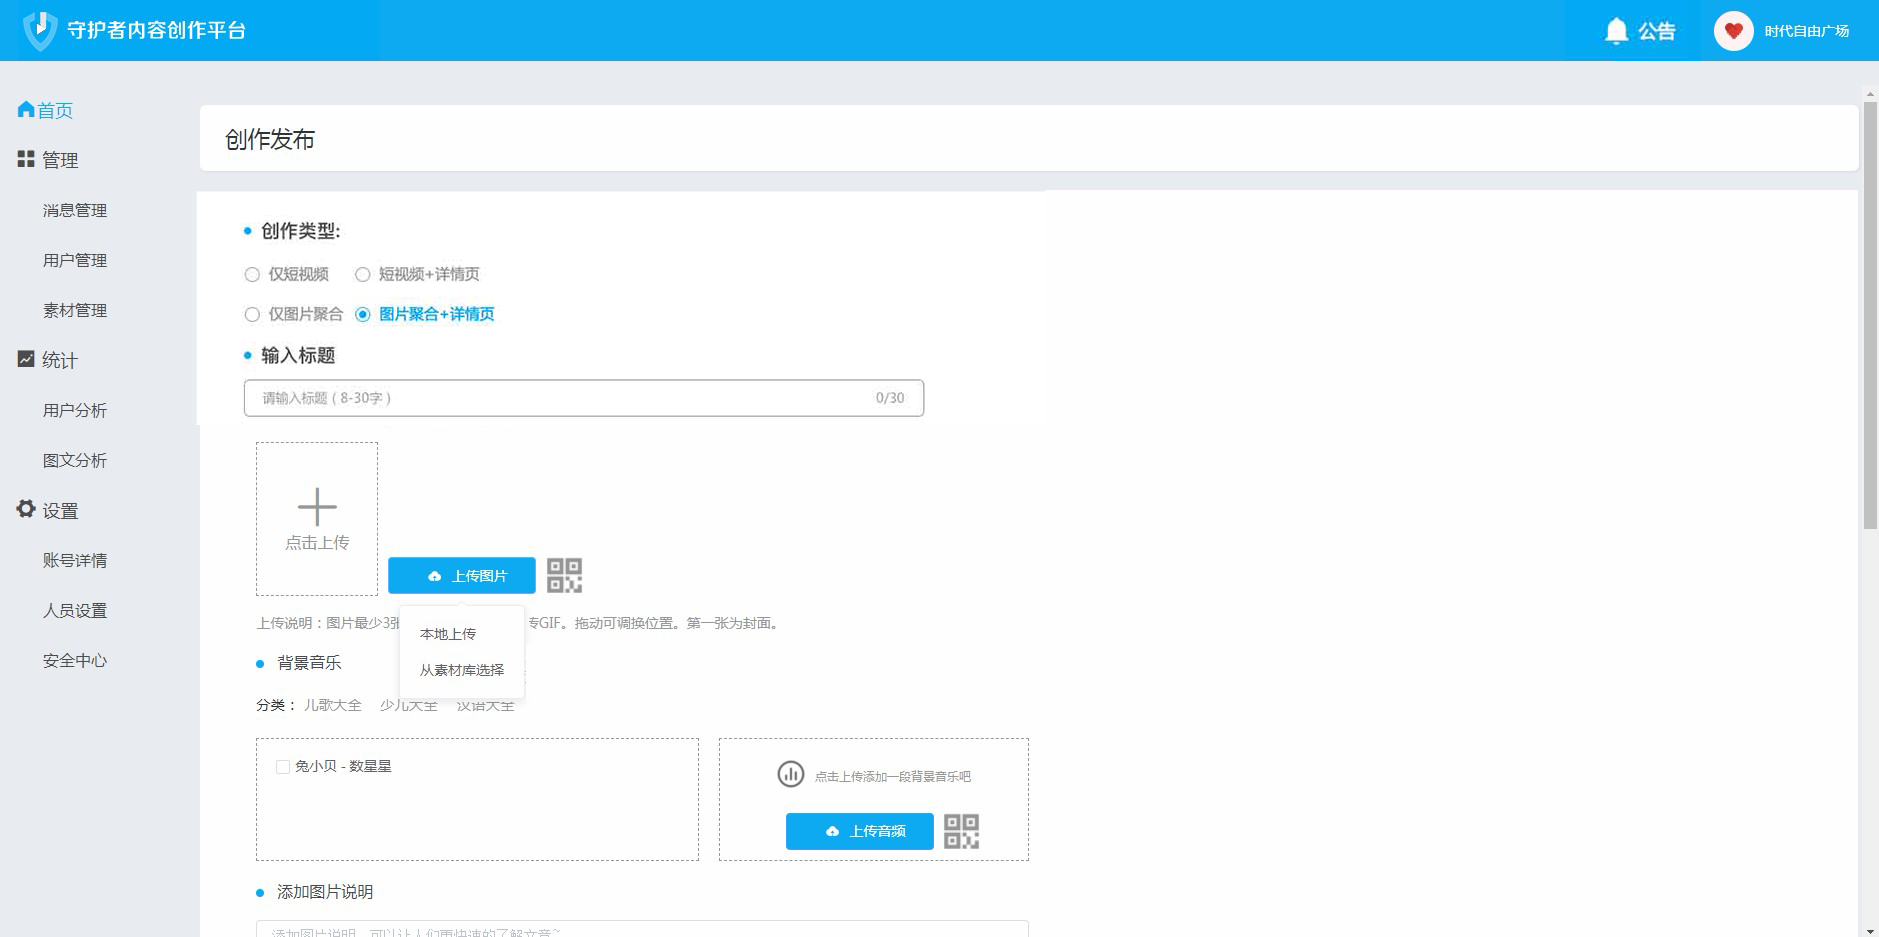 守护者内容创作平台
公告
时代自由广场
首页
管理
消息管理
用户管理
素材管理
统计
用户分析
图文分析
设置
账号详情
人员设置
安全中心
创作发布
创作类型:
仅短视频 短视频+详情页
仅图片聚合 图片聚合+详情页
输入标题
请输入标题 ( 8-30字 ) 0/30
点击上传
上传图片
上传说明：图片最少3张 传GIF。拖动可调换位置。第一张为封面。
本地上传
从素材库选择
背景音乐
分类： 儿歌大全 少儿大全 汉语大全
兔小贝 - 数星星
点击上传添加一段背景音乐吧
上传音频
添加图片说明
添加图片说明，可以让人们更快速的了解文章~